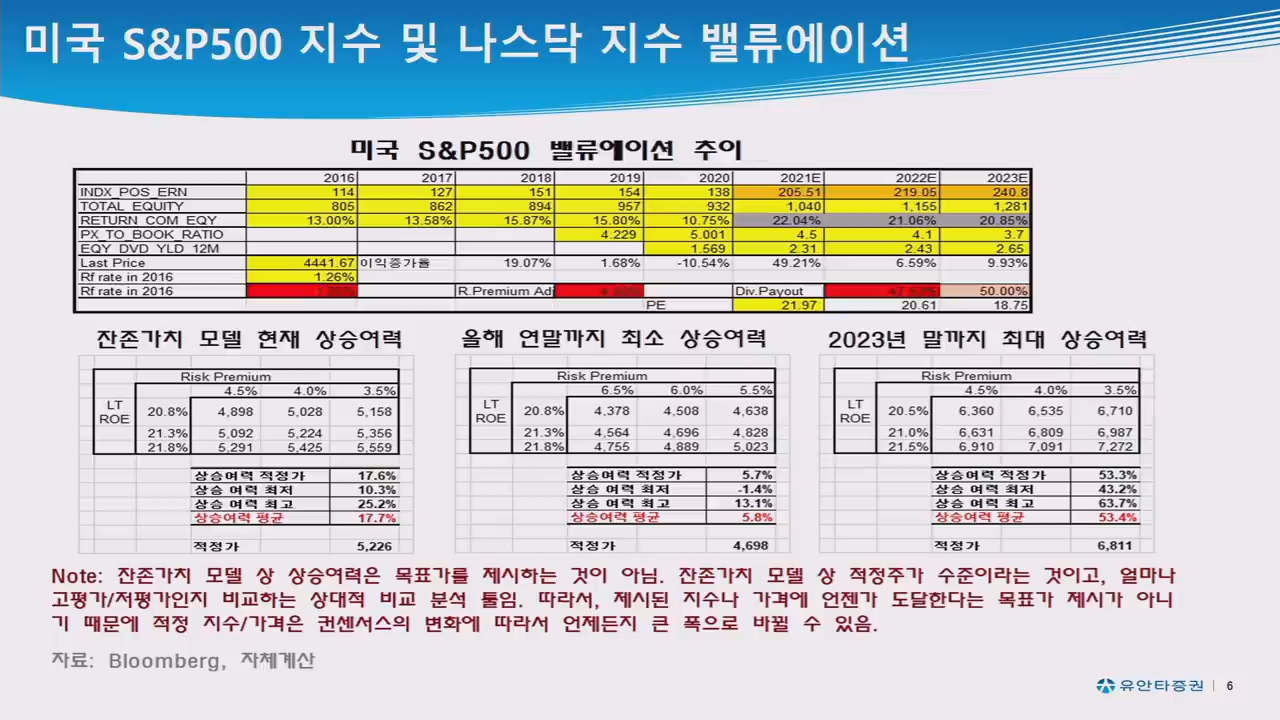 미국 S&P500 지수 및 나스닥 지수 밸류에이션
미국 S&P500 밸류에이션 추이
2016 2017 2018 2019 2020 2021E 2022E 2023E
INDX_POS_ERN 114 127 151 154 138 205.51 219.05 240.8
TOTAL_EQUITY 805 862 894 957 932 1,040 1,155 1,281
RETURN_COM_EQY 13.00% 13.58% 15.87% 15.80% 10.75% 22.04% 21.06% 20.85%
PX_TO_BOOK_RATIO 4.229 5.001 4.5 4.1 3.7
EQY_DVD_YLD_12M 1.569 2.31 2.43 2.65
Last Price 4441.67 이익증가율 19.07% 1.68% -10.54% 49.21% 6.59% 9.93%
Rf rate in 2016 1.26%
Rf rate in 2016 R.Premium Ad Div.Payout 50.00%
PE 21.97 20.61 18.75
잔존가치 모델 현재 상승여력
Risk Premium
4.5% 4.0% 3.5%
LT ROE
20.8% 4,898 5,028 5,158
21.3% 5,092 5,224 5,356
21.8% 5,291 5,425 5,559
상승여력 적정가 17.6%
상승 여력 최저 10.3%
상승 여력 최고 25.2%
상승여력 평균 17.7%
적정가 5,226
올해 연말까지 최소 상승여력
Risk Premium
6.5% 6.0% 5.5%
LT ROE
20.8% 4,378 4,508 4,638
21.3% 4,564 4,696 4,828
21.8% 4,755 4,889 5,023
상승여력 적정가 5.7%
상승 여력 최저 -1.4%
상승 여력 최고 13.1%
상승여력 평균 5.8%
적정가 4,698
2023년 말까지 최대 상승여력
Risk Premium
4.5% 4.0% 3.5%
LT ROE
20.5% 6,360 6,535 6,710
21.0% 6,631 6,809 6,987
21.5% 6,910 7,091 7,272
상승여력 적정가 53.3%
상승 여력 최저 43.2%
상승 여력 최고 63.7%
상승여력 평균 53.4%
적정가 6,811
Note: 잔존가치 모델 상 상승여력은 목표가를 제시하는 것이 아님. 잔존가치 모델 상 적정주가 수준이라는 것이고, 얼마나
고평가/저평가인지 비교하는 상대적 비교 분석 툴임. 따라서, 제시된 지수나 가격에 언젠가 도달한다는 목표가 제시가 아니
기 때문에 적정 지수/가격은 컨센서스의 변화에 따라서 언제든지 큰 폭으로 바뀔 수 있음.
자료: Bloomberg, 자체계산
유안타증권 6